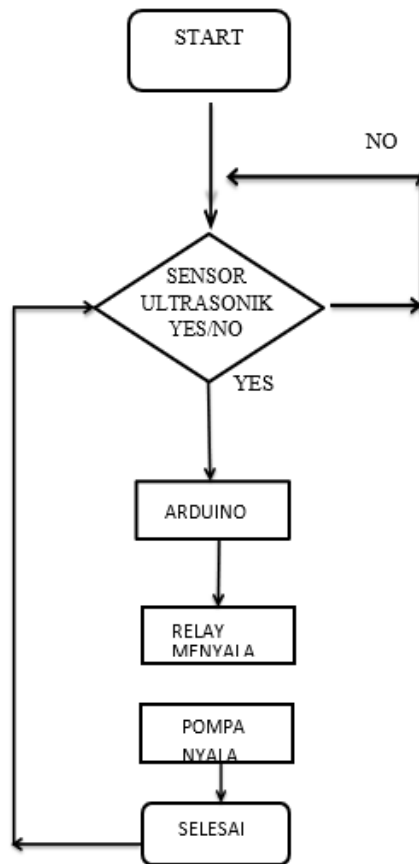 START
NO
SENSOR
ULTRASONIK
YES/NO
YES
ARDUINO
RELAY
MENYALA
POMPA
NYALA
SELESAI